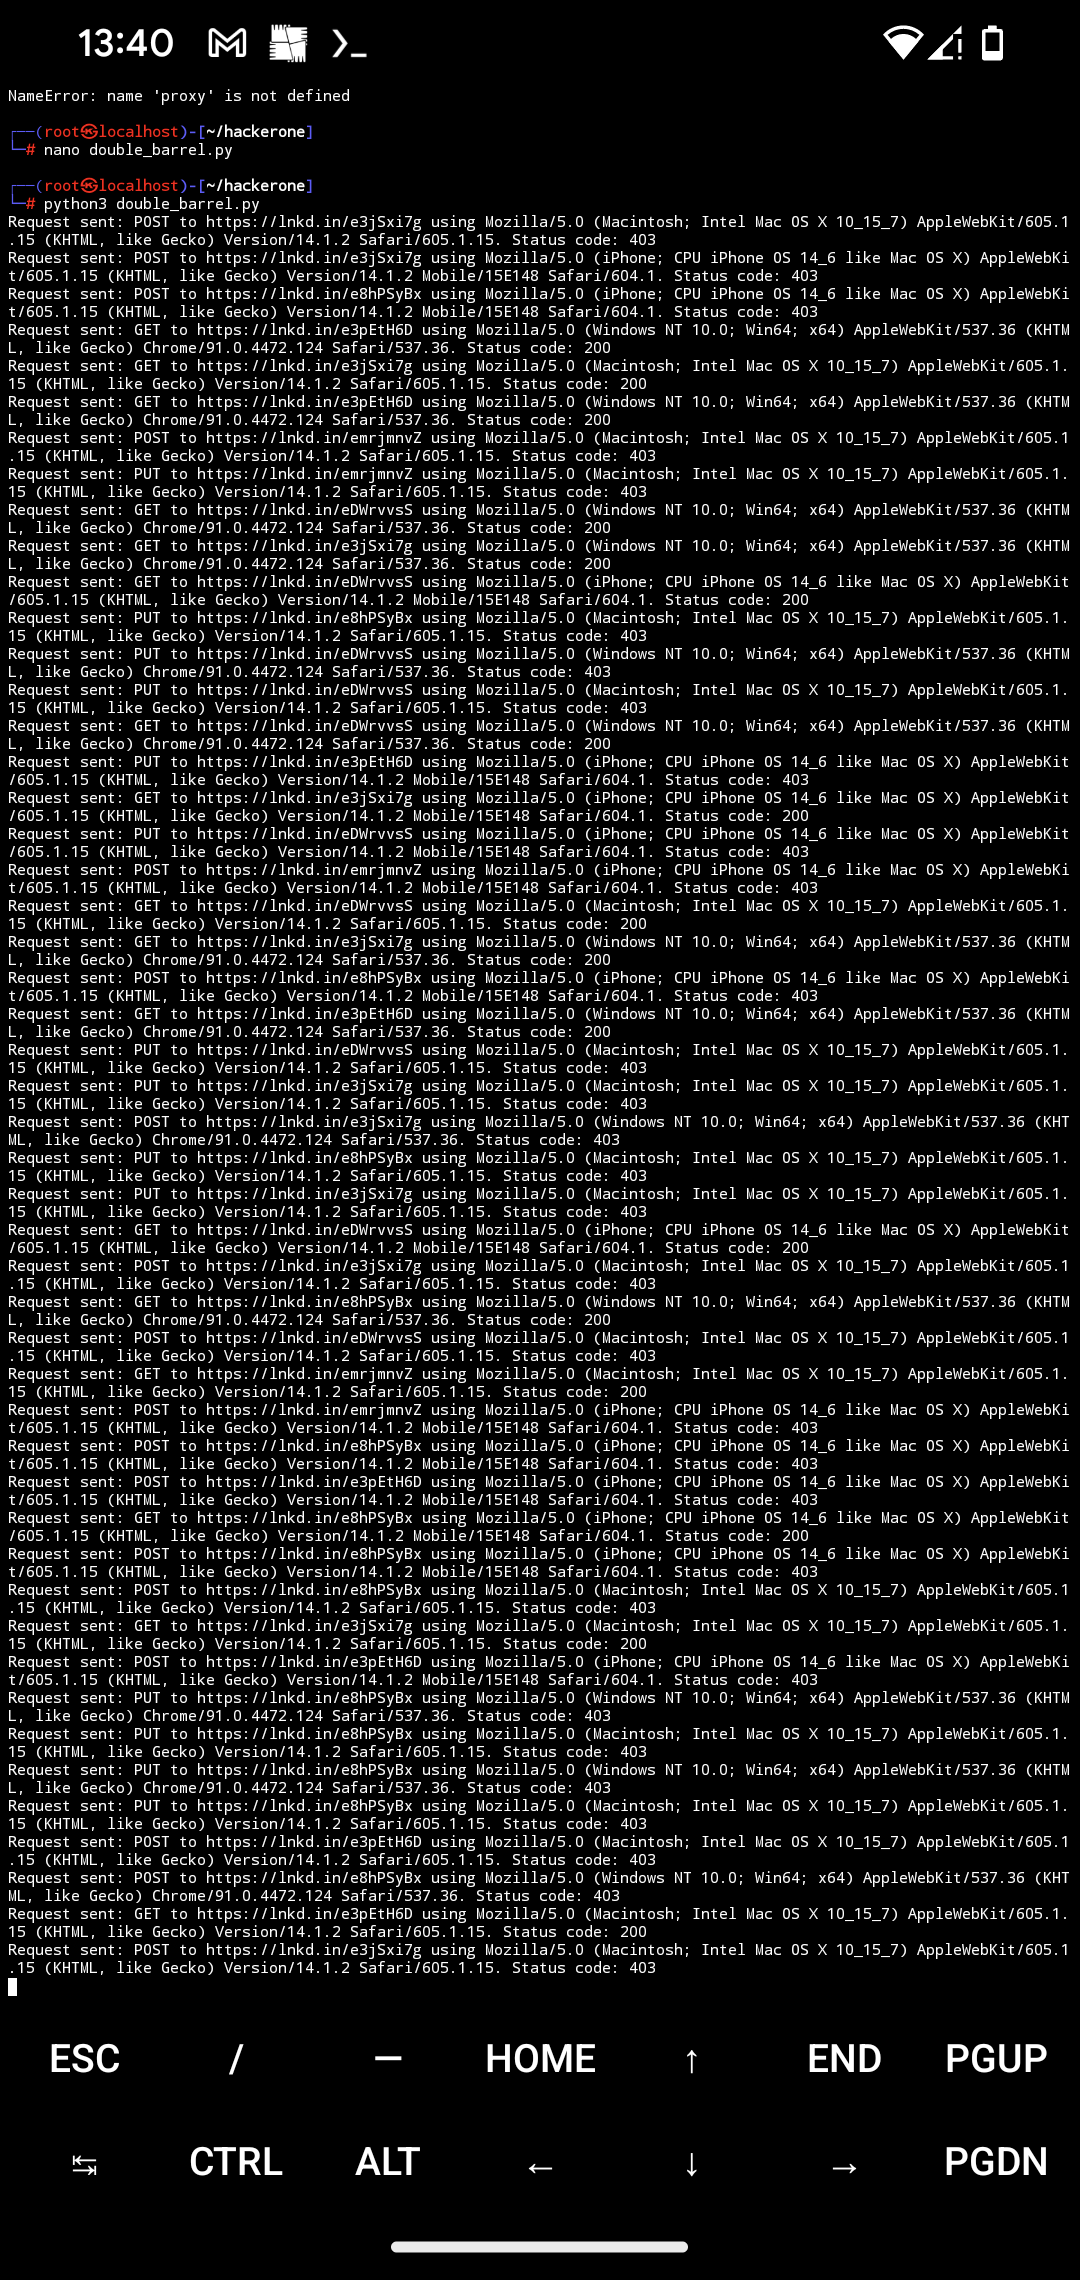 13:40
NameError: name 'proxy' is not defined
┌──(root㉿localhost)-[~/hackerone]
└─# nano double_barrel.py
┌──(root㉿localhost)-[~/hackerone]
└─# python3 double_barrel.py
Request sent: POST to https://lnkd.in/e3jSxi7g using Mozilla/5.0 (Macintosh; Intel Mac OS X 10_15_7) AppleWebKit/605.1
.15 (KHTML, like Gecko) Version/14.1.2 Safari/605.1.15. Status code: 403
Request sent: POST to https://lnkd.in/e3jSxi7g using Mozilla/5.0 (iPhone; CPU iPhone OS 14_6 like Mac OS X) AppleWebKi
t/605.1.15 (KHTML, like Gecko) Version/14.1.2 Mobile/15E148 Safari/604.1. Status code: 403
Request sent: POST to https://lnkd.in/e8hPSyBx using Mozilla/5.0 (iPhone; CPU iPhone OS 14_6 like Mac OS X) AppleWebKi
t/605.1.15 (KHTML, like Gecko) Version/14.1.2 Mobile/15E148 Safari/604.1. Status code: 403
Request sent: GET to https://lnkd.in/e3pEtH6D using Mozilla/5.0 (Windows NT 10.0; Win64; x64) AppleWebKit/537.36 (KHTM
L, like Gecko) Chrome/91.0.4472.124 Safari/537.36. Status code: 200
Request sent: GET to https://lnkd.in/e3jSxi7g using Mozilla/5.0 (Macintosh; Intel Mac OS X 10_15_7) AppleWebKit/605.1.
15 (KHTML, like Gecko) Version/14.1.2 Safari/605.1.15. Status code: 200
Request sent: GET to https://lnkd.in/e3pEtH6D using Mozilla/5.0 (Windows NT 10.0; Win64; x64) AppleWebKit/537.36 (KHTM
L, like Gecko) Chrome/91.0.4472.124 Safari/537.36. Status code: 200
Request sent: POST to https://lnkd.in/emrjmnvZ using Mozilla/5.0 (Macintosh; Intel Mac OS X 10_15_7) AppleWebKit/605.1
.15 (KHTML, like Gecko) Version/14.1.2 Safari/605.1.15. Status code: 403
Request sent: PUT to https://lnkd.in/emrjmnvZ using Mozilla/5.0 (Macintosh; Intel Mac OS X 10_15_7) AppleWebKit/605.1.
15 (KHTML, like Gecko) Version/14.1.2 Safari/605.1.15. Status code: 403
Request sent: GET to https://lnkd.in/eDWrvvsS using Mozilla/5.0 (Windows NT 10.0; Win64; x64) AppleWebKit/537.36 (KHTM
L, like Gecko) Chrome/91.0.4472.124 Safari/537.36. Status code: 200
Request sent: GET to https://lnkd.in/e3jSxi7g using Mozilla/5.0 (Windows NT 10.0; Win64; x64) AppleWebKit/537.36 (KHTM
L, like Gecko) Chrome/91.0.4472.124 Safari/537.36. Status code: 200
Request sent: GET to https://lnkd.in/eDWrvvsS using Mozilla/5.0 (iPhone; CPU iPhone OS 14_6 like Mac OS X) AppleWebKit
/605.1.15 (KHTML, like Gecko) Version/14.1.2 Mobile/15E148 Safari/604.1. Status code: 200
Request sent: PUT to https://lnkd.in/e8hPSyBx using Mozilla/5.0 (Macintosh; Intel Mac OS X 10_15_7) AppleWebKit/605.1.
15 (KHTML, like Gecko) Version/14.1.2 Safari/605.1.15. Status code: 403
Request sent: PUT to https://lnkd.in/eDWrvvsS using Mozilla/5.0 (Windows NT 10.0; Win64; x64) AppleWebKit/537.36 (KHTM
L, like Gecko) Chrome/91.0.4472.124 Safari/537.36. Status code: 403
Request sent: PUT to https://lnkd.in/eDWrvvsS using Mozilla/5.0 (Macintosh; Intel Mac OS X 10_15_7) AppleWebKit/605.1.
15 (KHTML, like Gecko) Version/14.1.2 Safari/605.1.15. Status code: 403
Request sent: GET to https://lnkd.in/eDWrvvsS using Mozilla/5.0 (Windows NT 10.0; Win64; x64) AppleWebKit/537.36 (KHTM
L, like Gecko) Chrome/91.0.4472.124 Safari/537.36. Status code: 200
Request sent: PUT to https://lnkd.in/e3pEtH6D using Mozilla/5.0 (iPhone; CPU iPhone OS 14_6 like Mac OS X) AppleWebKit
/605.1.15 (KHTML, like Gecko) Version/14.1.2 Mobile/15E148 Safari/604.1. Status code: 403
Request sent: GET to https://lnkd.in/e3jSxi7g using Mozilla/5.0 (iPhone; CPU iPhone OS 14_6 like Mac OS X) AppleWebKit
/605.1.15 (KHTML, like Gecko) Version/14.1.2 Mobile/15E148 Safari/604.1. Status code: 200
Request sent: PUT to https://lnkd.in/eDWrvvsS using Mozilla/5.0 (iPhone; CPU iPhone OS 14_6 like Mac OS X) AppleWebKit
/605.1.15 (KHTML, like Gecko) Version/14.1.2 Mobile/15E148 Safari/604.1. Status code: 403
Request sent: POST to https://lnkd.in/emrjmnvZ using Mozilla/5.0 (iPhone; CPU iPhone OS 14_6 like Mac OS X) AppleWebKi
t/605.1.15 (KHTML, like Gecko) Version/14.1.2 Mobile/15E148 Safari/604.1. Status code: 403
Request sent: GET to https://lnkd.in/eDWrvvsS using Mozilla/5.0 (Macintosh; Intel Mac OS X 10_15_7) AppleWebKit/605.1.
15 (KHTML, like Gecko) Version/14.1.2 Safari/605.1.15. Status code: 200
Request sent: GET to https://lnkd.in/e3jSxi7g using Mozilla/5.0 (Windows NT 10.0; Win64; x64) AppleWebKit/537.36 (KHTM
L, like Gecko) Chrome/91.0.4472.124 Safari/537.36. Status code: 200
Request sent: POST to https://lnkd.in/e8hPSyBx using Mozilla/5.0 (iPhone; CPU iPhone OS 14_6 like Mac OS X) AppleWebKi
t/605.1.15 (KHTML, like Gecko) Version/14.1.2 Mobile/15E148 Safari/604.1. Status code: 403
Request sent: GET to https://lnkd.in/e3pEtH6D using Mozilla/5.0 (Windows NT 10.0; Win64; x64) AppleWebKit/537.36 (KHTM
L, like Gecko) Chrome/91.0.4472.124 Safari/537.36. Status code: 200
Request sent: PUT to https://lnkd.in/eDWrvvsS using Mozilla/5.0 (Macintosh; Intel Mac OS X 10_15_7) AppleWebKit/605.1.
15 (KHTML, like Gecko) Version/14.1.2 Safari/605.1.15. Status code: 403
Request sent: PUT to https://lnkd.in/e3jSxi7g using Mozilla/5.0 (Macintosh; Intel Mac OS X 10_15_7) AppleWebKit/605.1.
15 (KHTML, like Gecko) Version/14.1.2 Safari/605.1.15. Status code: 403
Request sent: POST to https://lnkd.in/e3jSxi7g using Mozilla/5.0 (Windows NT 10.0; Win64; x64) AppleWebKit/537.36 (KHT
ML, like Gecko) Chrome/91.0.4472.124 Safari/537.36. Status code: 403
Request sent: PUT to https://lnkd.in/e8hPSyBx using Mozilla/5.0 (Macintosh; Intel Mac OS X 10_15_7) AppleWebKit/605.1.
15 (KHTML, like Gecko) Version/14.1.2 Safari/605.1.15. Status code: 403
Request sent: PUT to https://lnkd.in/e3jSxi7g using Mozilla/5.0 (Macintosh; Intel Mac OS X 10_15_7) AppleWebKit/605.1.
15 (KHTML, like Gecko) Version/14.1.2 Safari/605.1.15. Status code: 403
Request sent: GET to https://lnkd.in/eDWrvvsS using Mozilla/5.0 (iPhone; CPU iPhone OS 14_6 like Mac OS X) AppleWebKit
/605.1.15 (KHTML, like Gecko) Version/14.1.2 Mobile/15E148 Safari/604.1. Status code: 200
Request sent: POST to https://lnkd.in/e3jSxi7g using Mozilla/5.0 (Macintosh; Intel Mac OS X 10_15_7) AppleWebKit/605.1
.15 (KHTML, like Gecko) Version/14.1.2 Safari/605.1.15. Status code: 403
Request sent: GET to https://lnkd.in/e8hPSyBx using Mozilla/5.0 (Windows NT 10.0; Win64; x64) AppleWebKit/537.36 (KHTM
L, like Gecko) Chrome/91.0.4472.124 Safari/537.36. Status code: 200
Request sent: POST to https://lnkd.in/eDWrvvsS using Mozilla/5.0 (Macintosh; Intel Mac OS X 10_15_7) AppleWebKit/605.1
.15 (KHTML, like Gecko) Version/14.1.2 Safari/605.1.15. Status code: 403
Request sent: GET to https://lnkd.in/emrjmnvZ using Mozilla/5.0 (Macintosh; Intel Mac OS X 10_15_7) AppleWebKit/605.1.
15 (KHTML, like Gecko) Version/14.1.2 Safari/605.1.15. Status code: 200
Request sent: POST to https://lnkd.in/emrjmnvZ using Mozilla/5.0 (iPhone; CPU iPhone OS 14_6 like Mac OS X) AppleWebKi
t/605.1.15 (KHTML, like Gecko) Version/14.1.2 Mobile/15E148 Safari/604.1. Status code: 403
Request sent: POST to https://lnkd.in/e8hPSyBx using Mozilla/5.0 (iPhone; CPU iPhone OS 14_6 like Mac OS X) AppleWebKi
t/605.1.15 (KHTML, like Gecko) Version/14.1.2 Mobile/15E148 Safari/604.1. Status code: 403
Request sent: POST to https://lnkd.in/e3pEtH6D using Mozilla/5.0 (iPhone; CPU iPhone OS 14_6 like Mac OS X) AppleWebKi
t/605.1.15 (KHTML, like Gecko) Version/14.1.2 Mobile/15E148 Safari/604.1. Status code: 403
Request sent: GET to https://lnkd.in/e8hPSyBx using Mozilla/5.0 (iPhone; CPU iPhone OS 14_6 like Mac OS X) AppleWebKit
/605.1.15 (KHTML, like Gecko) Version/14.1.2 Mobile/15E148 Safari/604.1. Status code: 200
Request sent: POST to https://lnkd.in/e8hPSyBx using Mozilla/5.0 (iPhone; CPU iPhone OS 14_6 like Mac OS X) AppleWebKi
t/605.1.15 (KHTML, like Gecko) Version/14.1.2 Mobile/15E148 Safari/604.1. Status code: 403
Request sent: POST to https://lnkd.in/e8hPSyBx using Mozilla/5.0 (Macintosh; Intel Mac OS X 10_15_7) AppleWebKit/605.1
.15 (KHTML, like Gecko) Version/14.1.2 Safari/605.1.15. Status code: 403
Request sent: GET to https://lnkd.in/e3jSxi7g using Mozilla/5.0 (Macintosh; Intel Mac OS X 10_15_7) AppleWebKit/605.1.
15 (KHTML, like Gecko) Version/14.1.2 Safari/605.1.15. Status code: 200
Request sent: POST to https://lnkd.in/e3pEtH6D using Mozilla/5.0 (iPhone; CPU iPhone OS 14_6 like Mac OS X) AppleWebKi
t/605.1.15 (KHTML, like Gecko) Version/14.1.2 Mobile/15E148 Safari/604.1. Status code: 403
Request sent: PUT to https://lnkd.in/e8hPSyBx using Mozilla/5.0 (Windows NT 10.0; Win64; x64) AppleWebKit/537.36 (KHTM
L, like Gecko) Chrome/91.0.4472.124 Safari/537.36. Status code: 403
Request sent: PUT to https://lnkd.in/e8hPSyBx using Mozilla/5.0 (Macintosh; Intel Mac OS X 10_15_7) AppleWebKit/605.1.
15 (KHTML, like Gecko) Version/14.1.2 Safari/605.1.15. Status code: 403
Request sent: PUT to https://lnkd.in/e8hPSyBx using Mozilla/5.0 (Windows NT 10.0; Win64; x64) AppleWebKit/537.36 (KHTM
L, like Gecko) Chrome/91.0.4472.124 Safari/537.36. Status code: 403
Request sent: PUT to https://lnkd.in/e8hPSyBx using Mozilla/5.0 (Macintosh; Intel Mac OS X 10_15_7) AppleWebKit/605.1.
15 (KHTML, like Gecko) Version/14.1.2 Safari/605.1.15. Status code: 403
Request sent: POST to https://lnkd.in/e3pEtH6D using Mozilla/5.0 (Macintosh; Intel Mac OS X 10_15_7) AppleWebKit/605.1
.15 (KHTML, like Gecko) Version/14.1.2 Safari/605.1.15. Status code: 403
Request sent: POST to https://lnkd.in/e8hPSyBx using Mozilla/5.0 (Windows NT 10.0; Win64; x64) AppleWebKit/537.36 (KHT
ML, like Gecko) Chrome/91.0.4472.124 Safari/537.36. Status code: 403
Request sent: GET to https://lnkd.in/e3pEtH6D using Mozilla/5.0 (Macintosh; Intel Mac OS X 10_15_7) AppleWebKit/605.1.
15 (KHTML, like Gecko) Version/14.1.2 Safari/605.1.15. Status code: 200
Request sent: POST to https://lnkd.in/e3jSxi7g using Mozilla/5.0 (Macintosh; Intel Mac OS X 10_15_7) AppleWebKit/605.1
.15 (KHTML, like Gecko) Version/14.1.2 Safari/605.1.15. Status code: 403
ESC / — HOME ↑ END PGUP
↹ CTRL ALT ← ↓ → PGDN